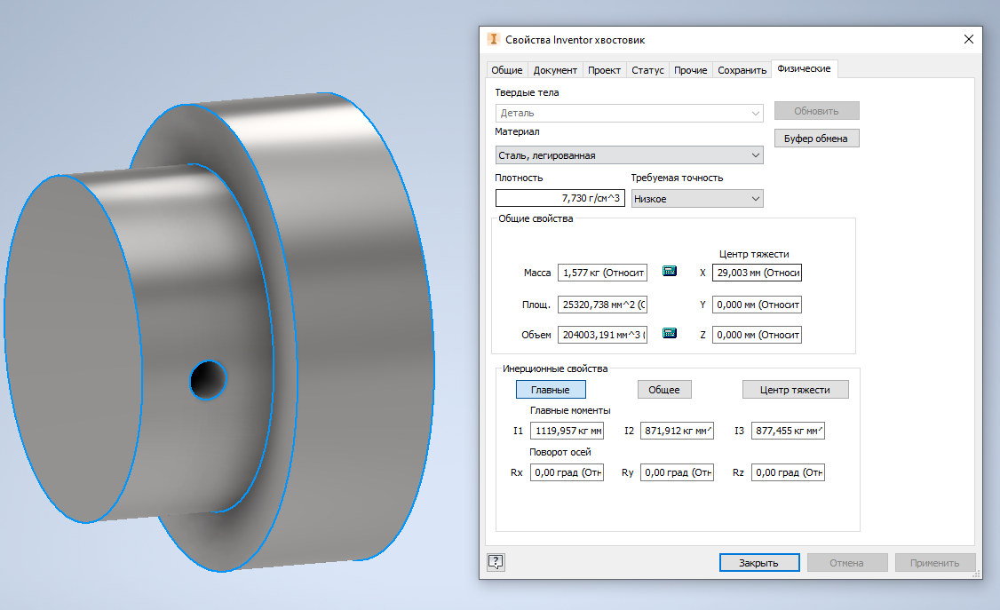 Свойства Inventor хвостовик
Общие Документ Проект Статус Прочие Сохранить Физические
Твердые тела
Деталь
Обновить
Материал
Буфер обмена
Сталь, легированная
Плотность Требуемая точность
7,730 г/см^3 Низкое
Общие свойства
Центр тяжести
Масса 1,577 кг (Относит X 29,003 мм (Относи
Площ. 25320,738 мм^2 (О Y 0,000 мм (Относит
Объем 204003,191 мм^3 ( Z 0,000 мм (Относит
Инерционные свойства
Главные Общее Центр тяжести
Главные моменты
I1 1119,957 кг мм I2 871,912 кг мм^ I3 877,455 кг мм^
Поворот осей
Rx 0,00 град (Отн Ry 0,00 град (Отн Rz 0,00 град (Отн
? Закрыть Отмена Применить